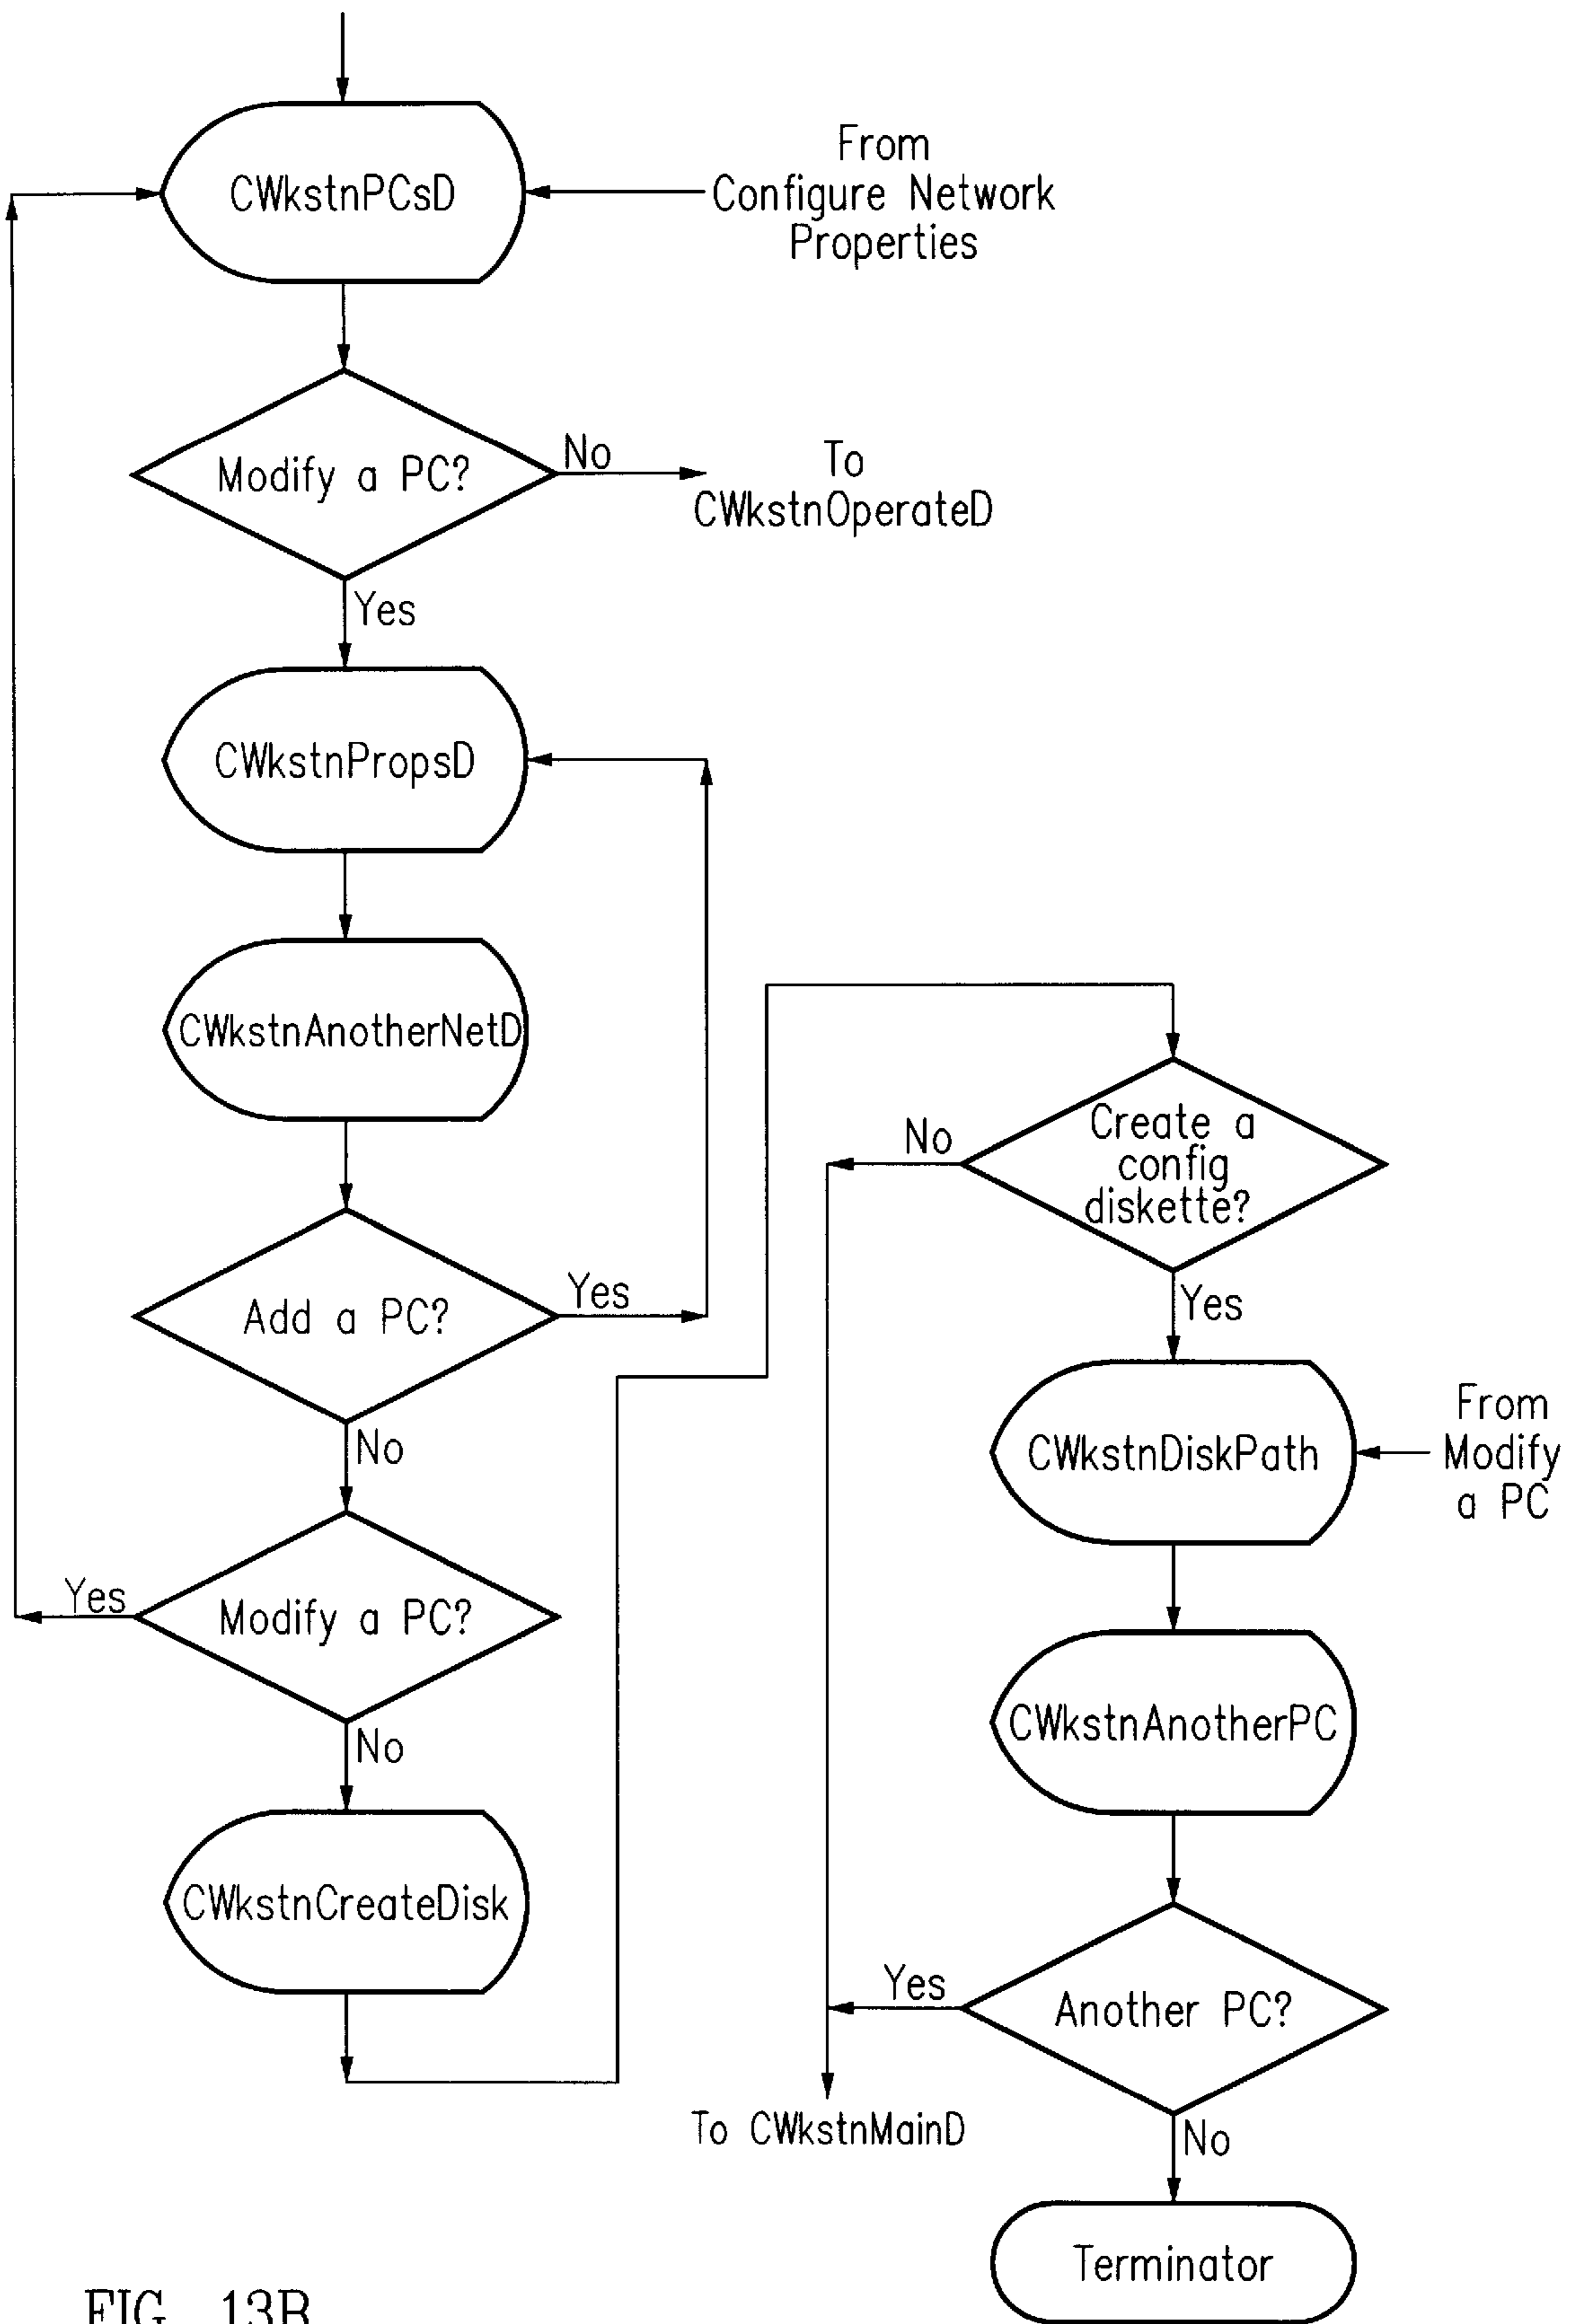 CWkstnPCsD
From
Configure Network
Properties
Modify a PC?
No
To
CWkstnOperateD
Yes
CWkstnPropsD
CWkstnAnotherNetD
Add a PC?
Yes
No
Modify a PC?
Yes
No
CWkstnCreateDisk
Create a
config
diskette?
No
Yes
CWkstnDiskPath
From
Modify
a PC
CWkstnAnotherPC
Another PC?
Yes
To CWkstnMainD
No
Terminator
FIG. 13B